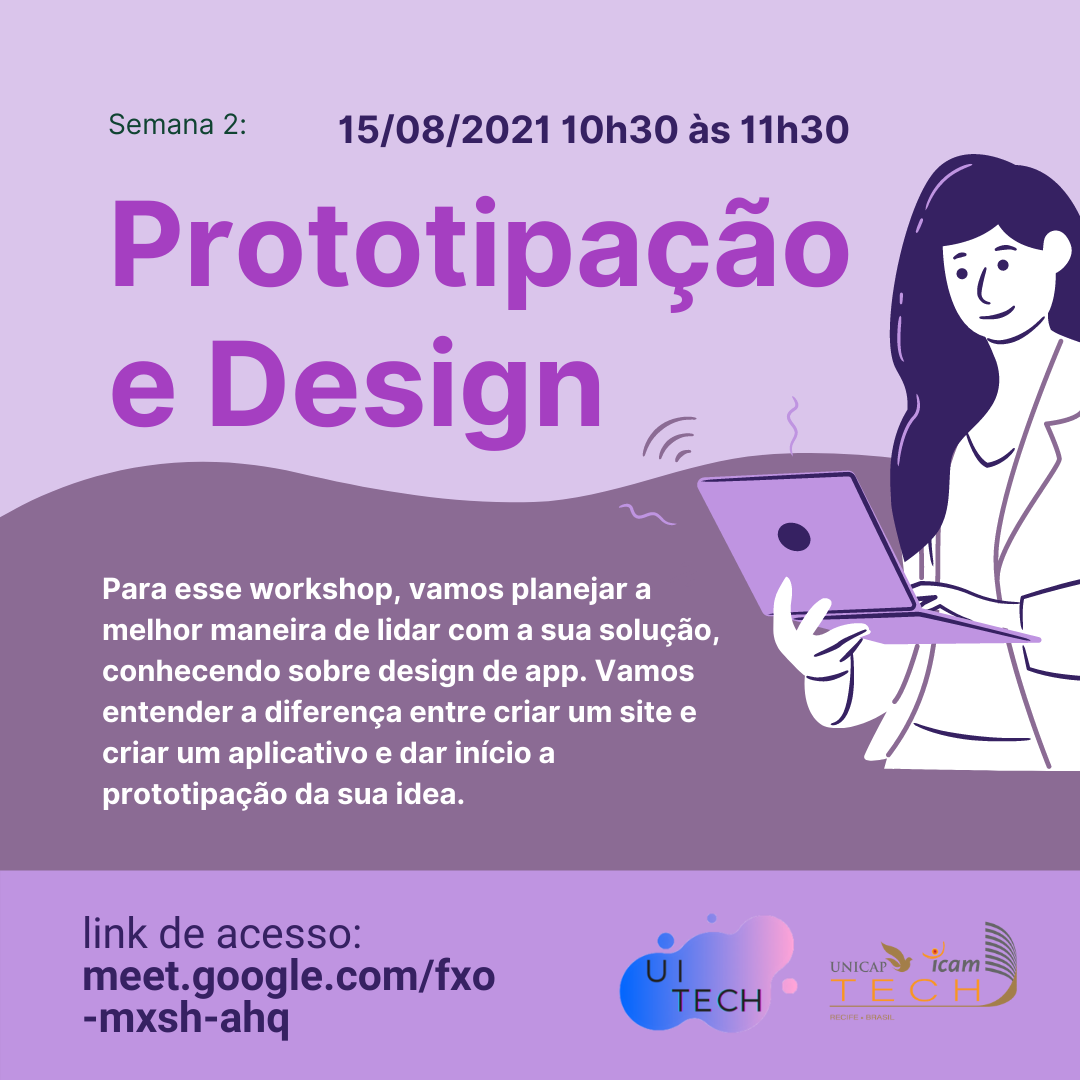 Semana 2:
15/08/2021 10h30 às 11h30
Prototipação
e Design
Para esse workshop, vamos planejar a
melhor maneira de lidar com a sua solução,
conhecendo sobre design de app. Vamos
entender a diferença entre criar um site e
criar um aplicativo e dar início a
prototipação da sua idea.
link de acesso:
meet.google.com/fxo
-mxsh-ahq
UI
TECH
UNICAP icam
TECH
RECIFE • BRASIL